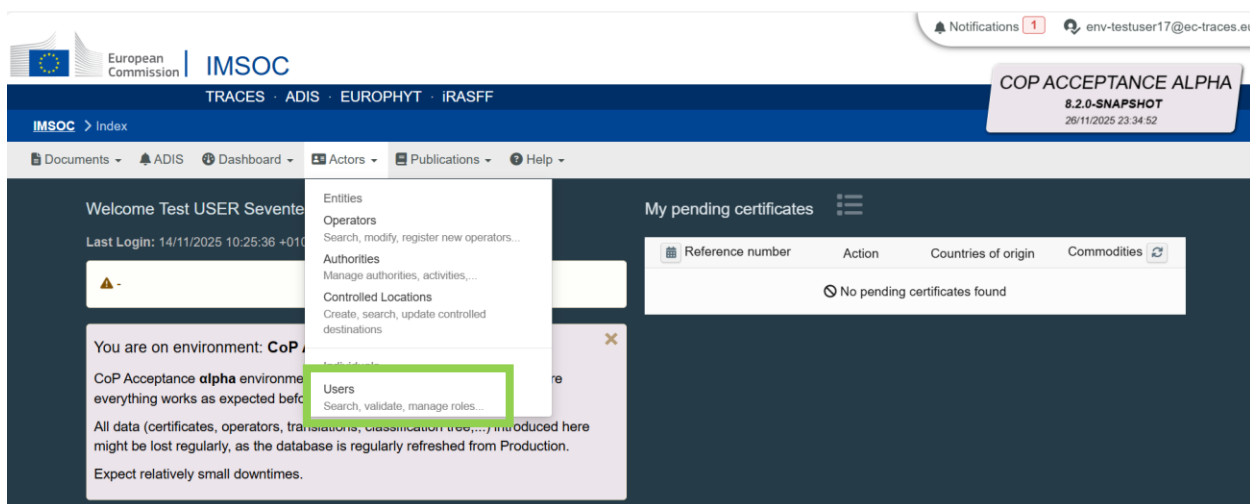 Notifications 1 env-testuser17@ec-traces.eu
European
Commission
IMSOC
COP ACCEPTANCE ALPHA
8.2.0-SNAPSHOT
26/11/2025 23:34:52
TRACES · ADIS · EUROPHYT · iRASFF
IMSOC > Index
Documents ADIS Dashboard Actors Publications Help
Entities
Operators
Search, modify, register new operators...
Authorities
Manage authorities, activities,...
Controlled Locations
Create, search, update controlled
destinations
Users
Search, validate, manage roles...
Welcome Test USER Sevente
Last Login: 14/11/2025 10:25:36 +010
-
You are on environment: CoP
CoP Acceptance αlpha environme re
everything works as expected befo
All data (certificates, operators, translations, classification tree,...) introduced here
might be lost regularly, as the database is regularly refreshed from Production.
Expect relatively small downtimes.
My pending certificates
Reference number Action Countries of origin Commodities
No pending certificates found